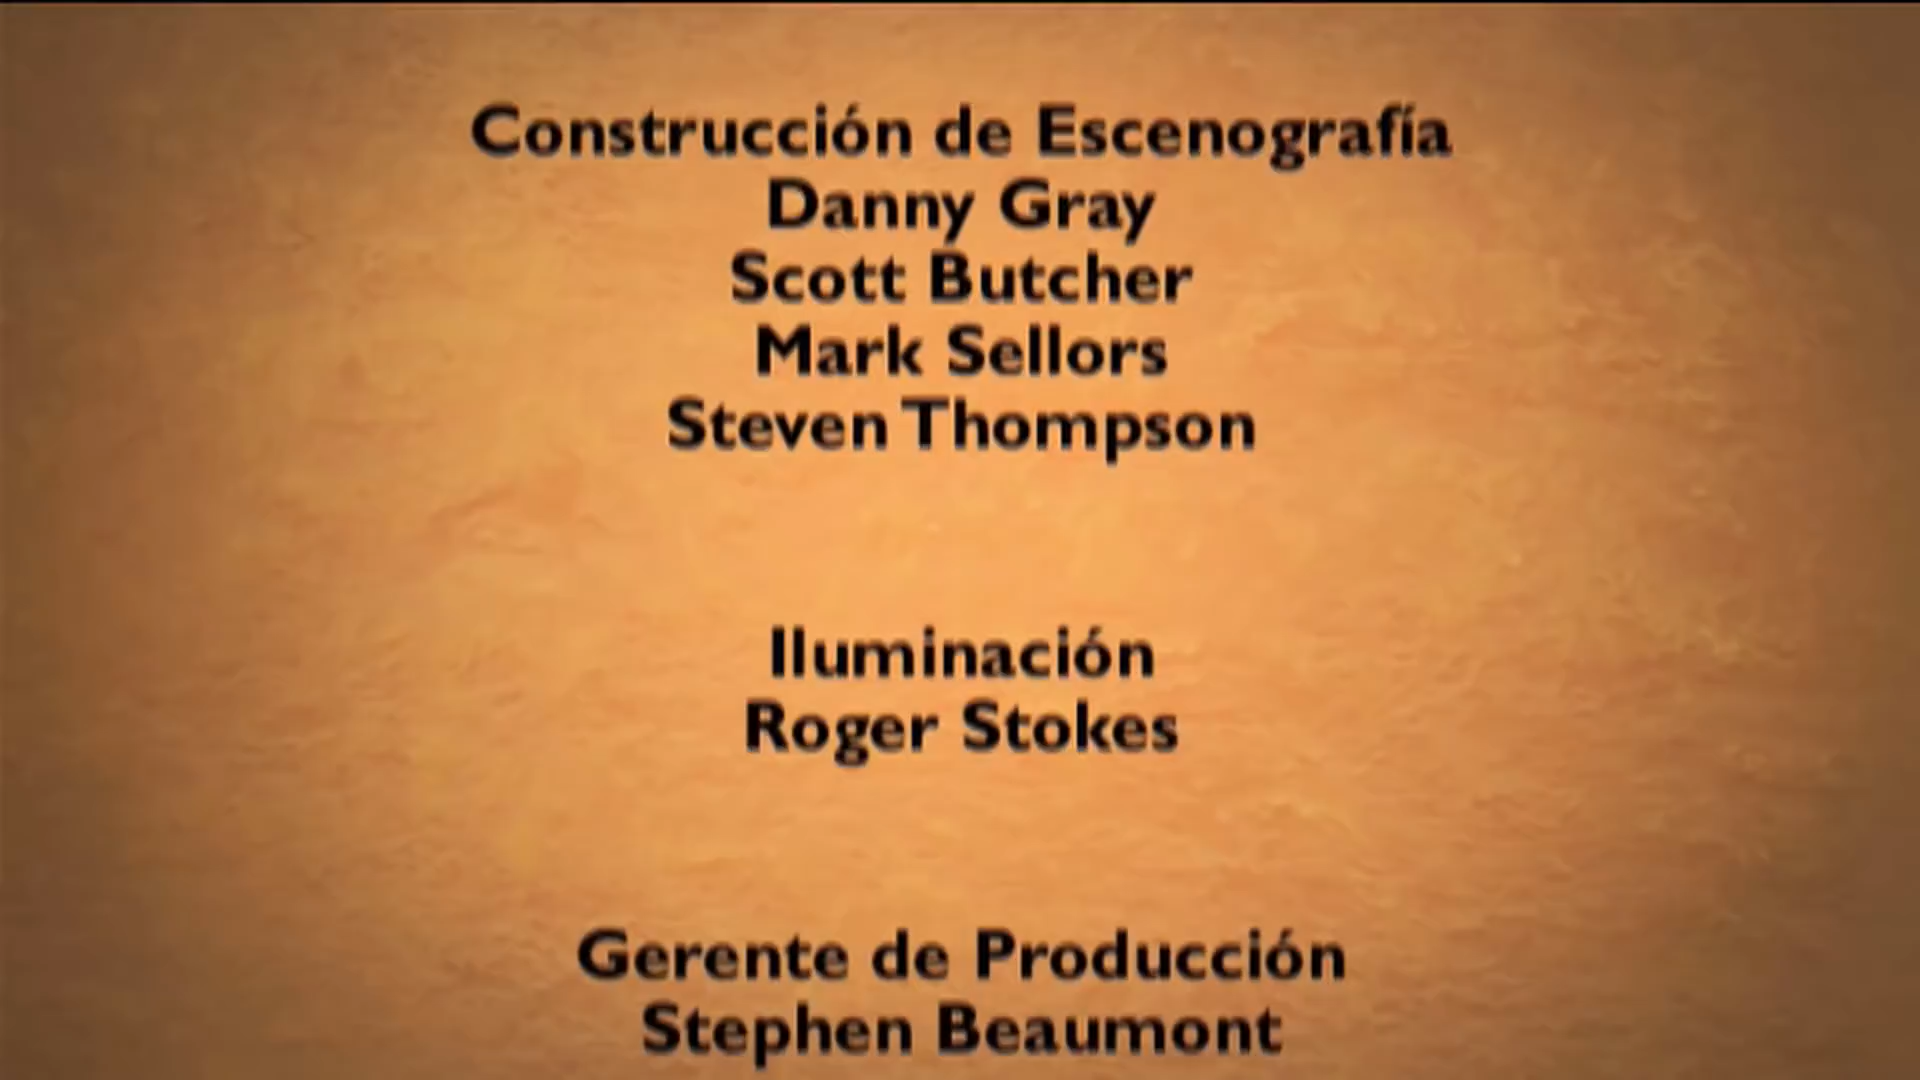 Construcción de Escenografía
Danny Gray
Scott Butcher
Mark Sellors
Steven Thompson
Iluminación
Roger Stokes
Gerente de Producción
Stephen Beaumont